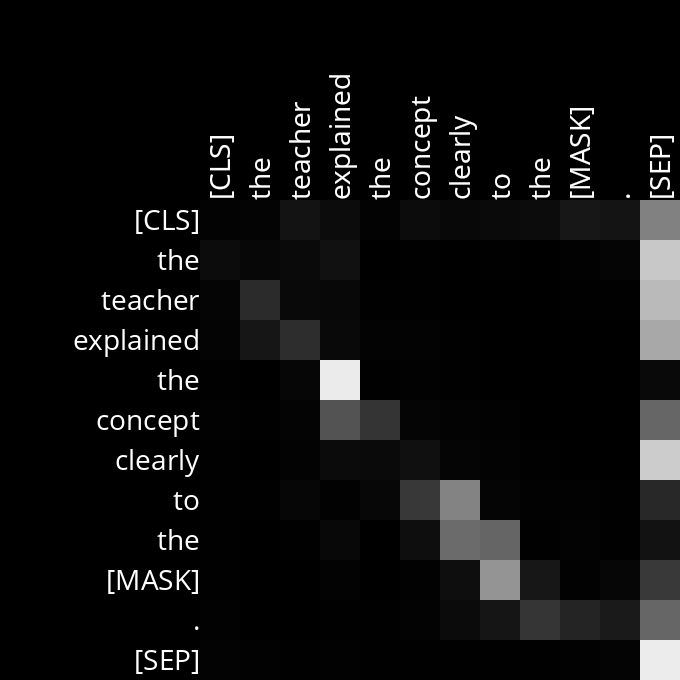 [CLS]
the
teacher
explained
the
concept
clearly
to
the
[MASK]
.
[SEP]
[CLS]
the
teacher
explained
the
concept
clearly
to
the
[MASK]
.
[SEP]